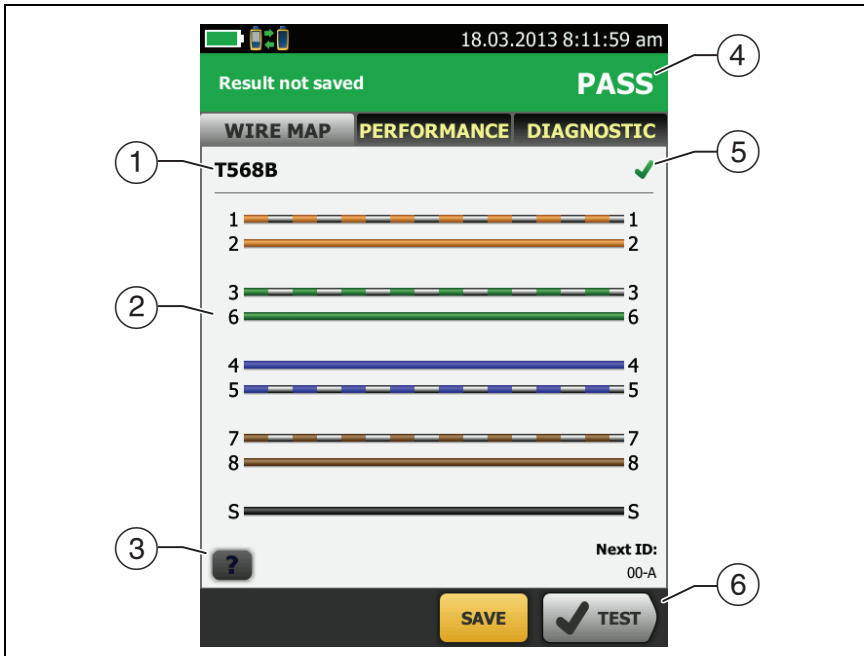 18.03.2013 8:11:59 am
Result not saved PASS
4
WIRE MAP PERFORMANCE DIAGNOSTIC
1
T568B
5
1 1
2 2
2
3 3
6 6
4 4
5 5
7 7
8 8
S S
3
?
Next ID:
00-A
6
SAVE TEST